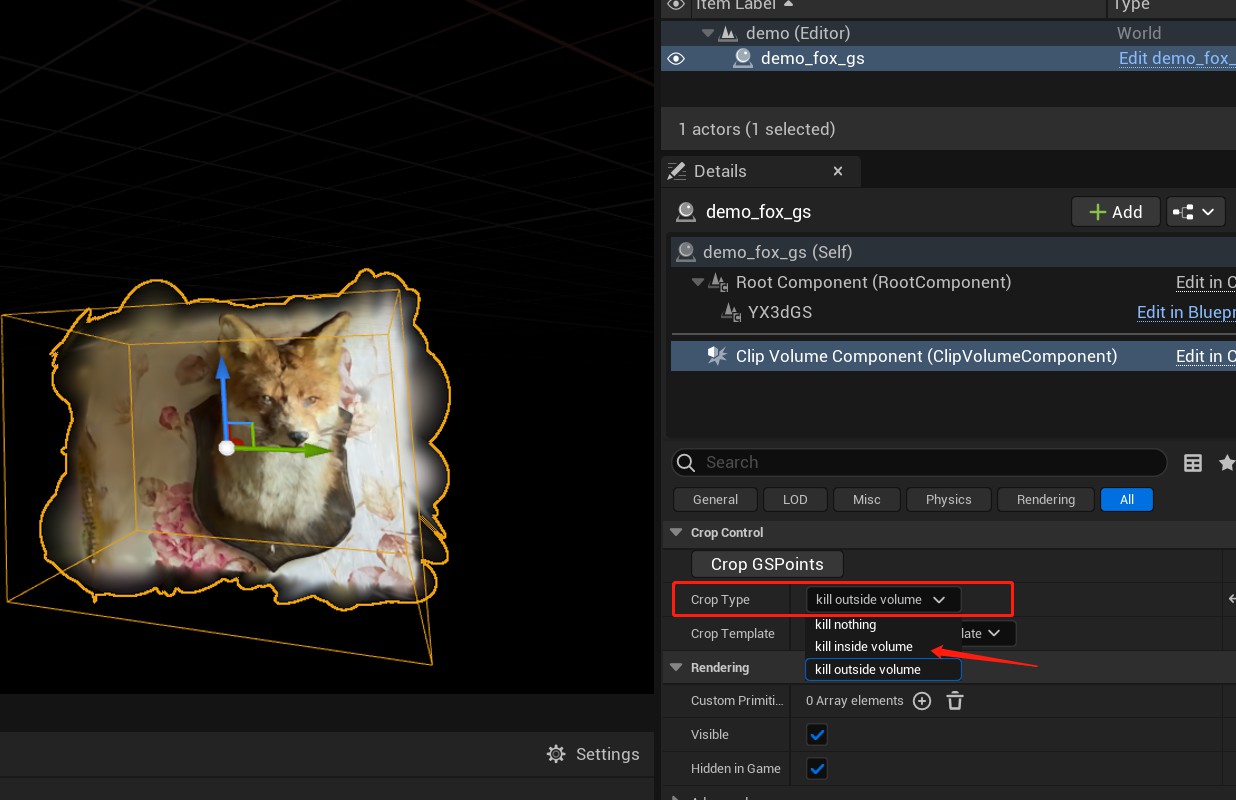 Item Label
Type
demo (Editor)
World
demo_fox_gs
Edit demo_fox_
1 actors (1 selected)
Details
demo_fox_gs
Add
demo_fox_gs (Self)
Root Component (RootComponent)
Edit in C
YX3dGS
Edit in Bluepr
Clip Volume Component (ClipVolumeComponent)
Edit in C
Search
General
LOD
Misc
Physics
Rendering
All
Crop Control
Crop GSPoints
Crop Type
kill outside volume
kill nothing
Crop Template
late
kill inside volume
Rendering
kill outside volume
Custom Primiti...
0 Array elements
Visible
Settings
Hidden in Game